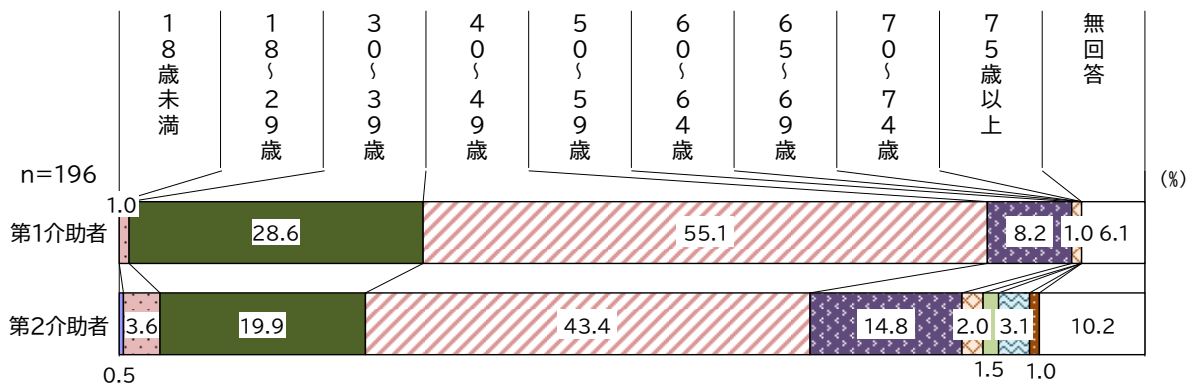 18歳未満
18～29歳
30～39歳
40～49歳
50～59歳
60～64歳
65～69歳
70～74歳
75歳以上
無回答
n=196
(%)
1.0
第1介助者
28.6
55.1
8.2
1.0
6.1
第2介助者
3.6
19.9
43.4
14.8
2.0
3.1
10.2
0.5
1.5
1.0